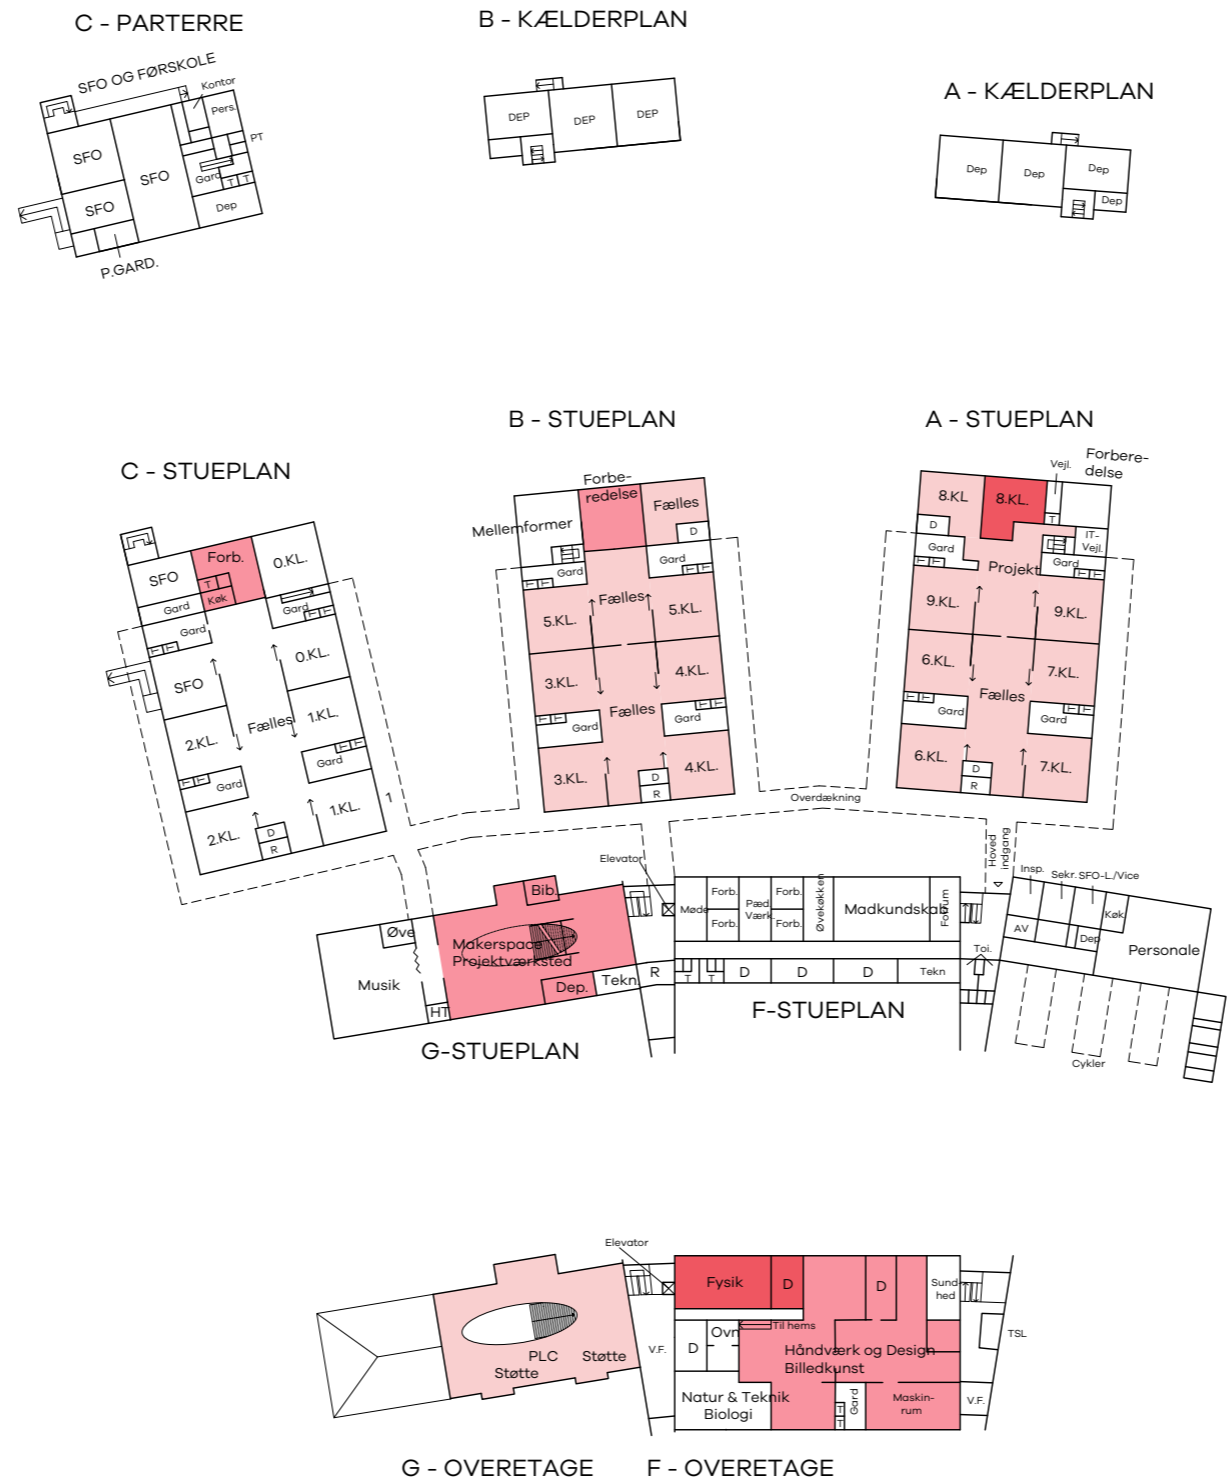 C - PARTERRE
B - KÆLDERPLAN
A - KÆLDERPLAN
SFO OG FØRSKOLE
Kontor
Pers.
PT
SFO
SFO
SFO
Gard
T
T
Dep
P.GARD.
DEP
DEP
DEP
Dep
Dep
Dep
Dep
C - STUEPLAN
B - STUEPLAN
A - STUEPLAN
SFO
Forb.
0.KL.
T
Køk
Gard
Gard
Gard
T
T
T
T
SFO
0.KL.
Fælles
1.KL.
2.KL.
T
T
Gard
T
T
Gard
2.KL.
D
R
1.KL.
Forbe-
redelse
Mellemformer
Fælles
D
Gard
T
T
Gard
T
T
Fælles
5.KL.
5.KL.
3.KL.
4.KL.
Fælles
T
T
Gard
T
T
Gard
3.KL.
D
R
4.KL.
Vejl.
Forbere-
delse
8.KL
8.KL.
D
T
IT-
Vejl.
Gard
T
T
Projekt
Gard
T
T
9.KL.
9.KL.
6.KL.
7.KL.
Fælles
T
T
Gard
T
T
Gard
6.KL.
D
R
7.KL.
Overdækning
Hoved
indgang
Elevator
Insp.
Sekr.
SFO-L./Vice
Køk.
AV
Dep
Personale
Cykler
Bib.
Øve
Makerspace
Projektværksted
Musik
HT
Dep.
Tekn.
R
Møde
Forb.
Forb.
Pæd.
Værk.
Forb.
Forb.
Øvekøkken
Madkundskab
Forrum
Toi.
T
T
D
D
D
Tekn
F-STUEPLAN
G-STUEPLAN
Elevator
Fysik
D
D
Sund-
hed
TSL
Ovn
Til hems
D
V.F.
PLC
Støtte
Støtte
Håndværk og Design
Billedkunst
Natur & Teknik
Biologi
T
T
Gard
Maskin-
rum
V.F.
G - OVERETAGE
F - OVERETAGE